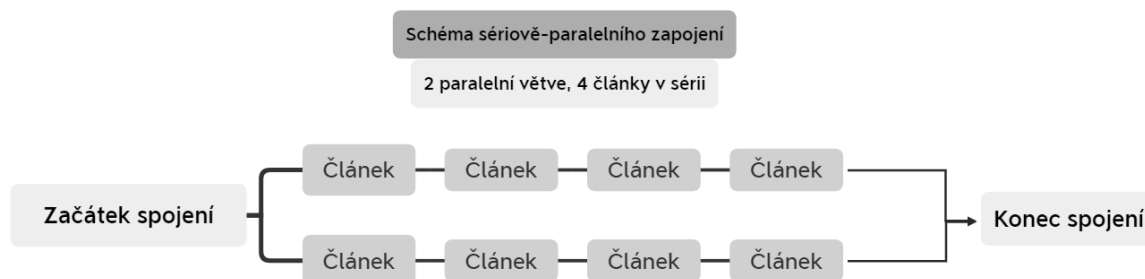 Schéma sériově-paralelního zapojení
2 paralelní větve, 4 články v sérii
Článek Článek Článek Článek
Začátek spojení
Konec spojení
Článek Článek Článek Článek